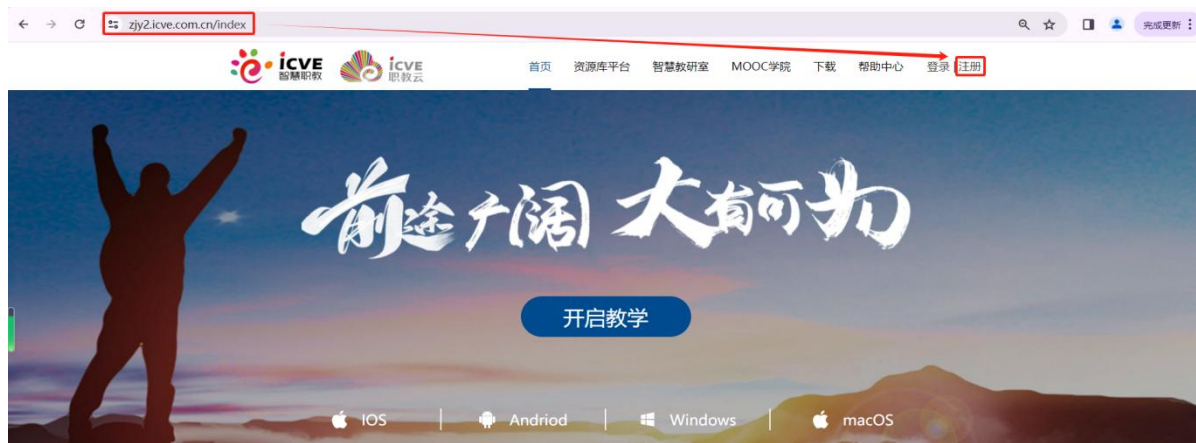 zjy2.icve.com.cn/index
完成更新
icve 智慧职教
icve 职教云
首页 资源库平台 智慧教研室 MOOC学院 下载 帮助中心 登录 | 注册
前途广阔 大有可为
开启教学
IOS | Andriod | Windows | macOS